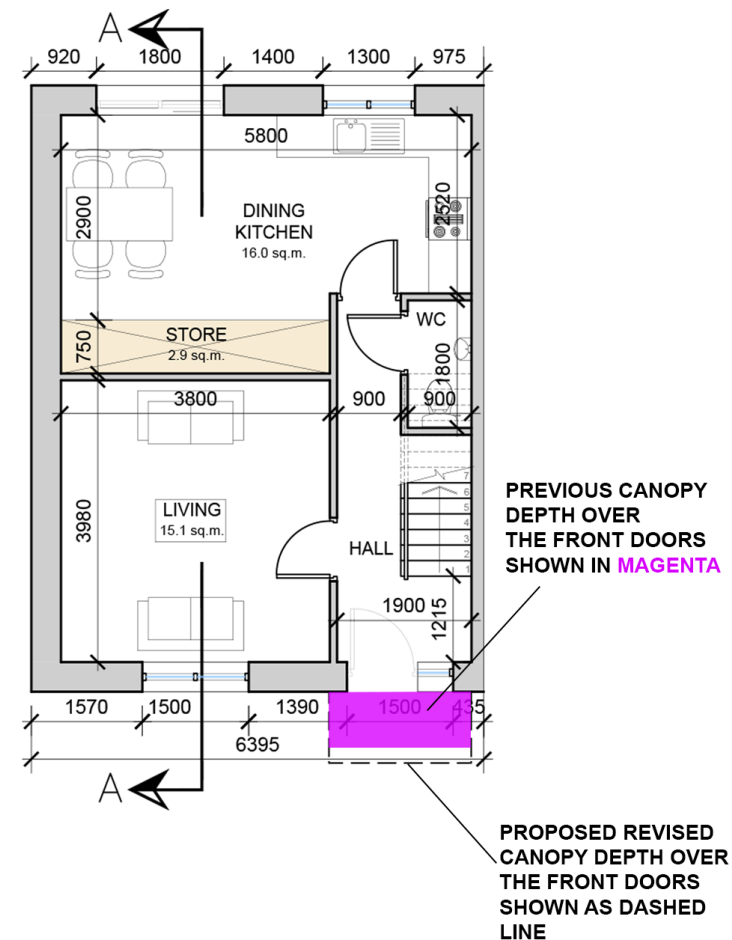 A
920 1800 1400 1300 975
5800
2900
2520
DINING
KITCHEN
16.0 sq.m.
WC
STORE
2.9 sq.m.
750
1800
3800 900 900
7
6
5
4
3
2
1
3980
LIVING
15.1 sq.m.
HALL
PREVIOUS CANOPY
DEPTH OVER
THE FRONT DOORS
SHOWN IN MAGENTA
1900
1215
1570 1500 1390 1500 435
6395
A
PROPOSED REVISED
CANOPY DEPTH OVER
THE FRONT DOORS
SHOWN AS DASHED
LINE